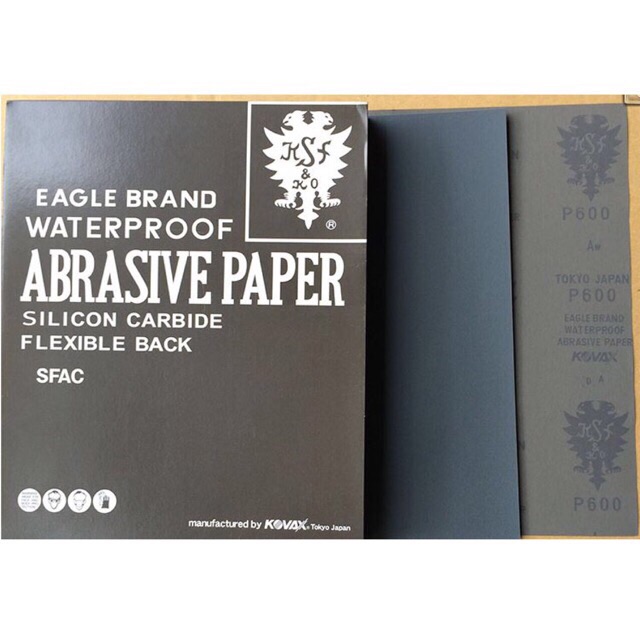 KSF
&
KO
®
EAGLE BRAND
WATERPROOF
ABRASIVE PAPER
SILICON CARBIDE
FLEXIBLE BACK
SFAC
manufactured by KOVAX® Tokyo Japan
KSF
&
KO
P600
A
TOKYO JAPAN
P600
EAGLE BRAND
WATERPROOF
ABRASIVE PAPER
KOVAX
KSF
&
KO
P600